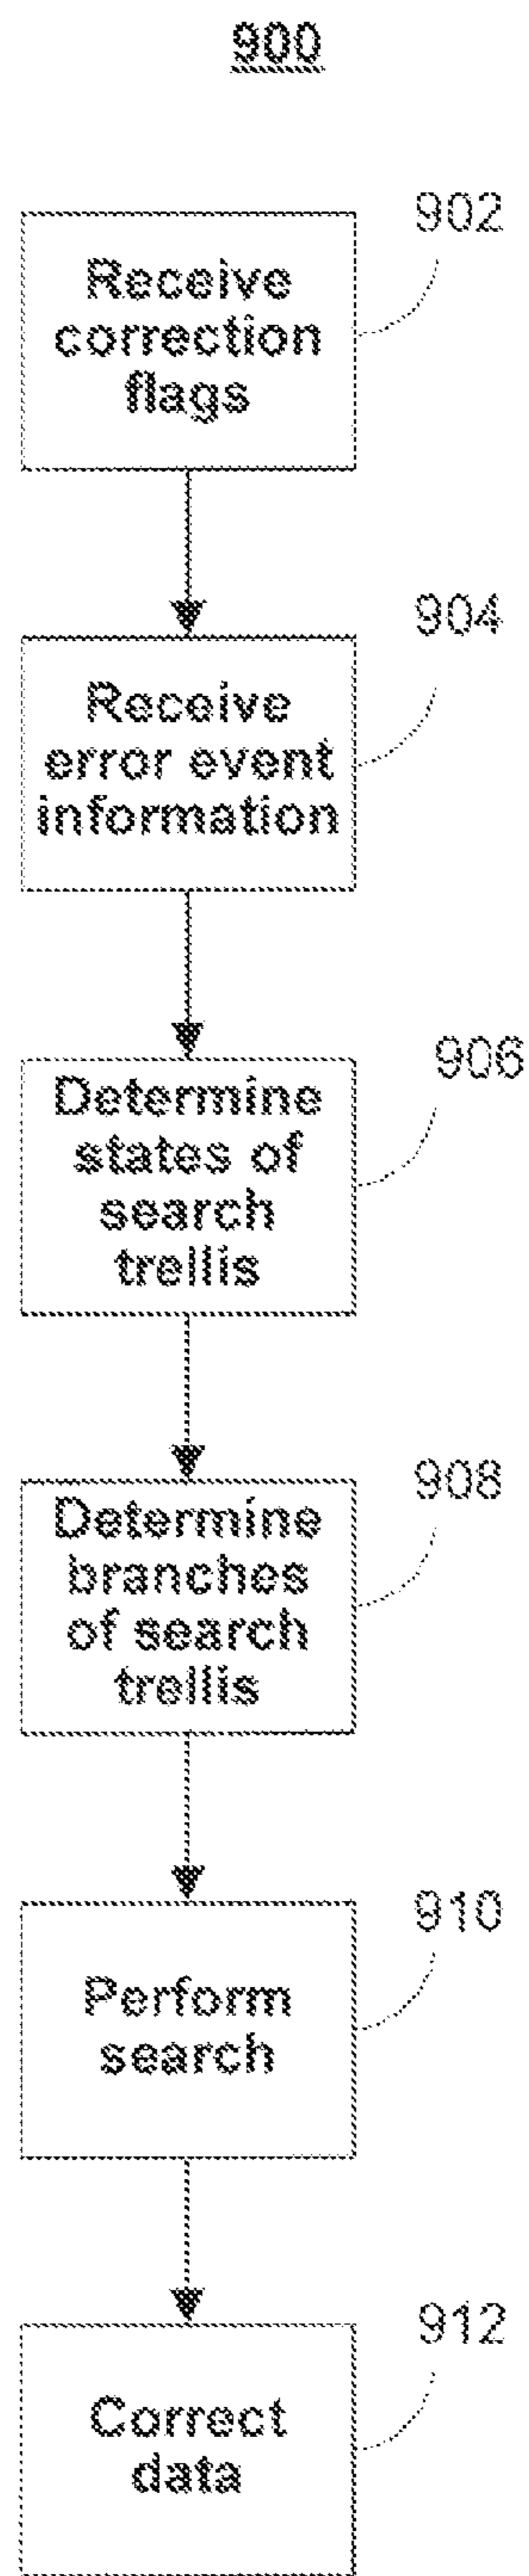 900
902
Receive
correction
flags
904
Receive
error event
information
906
Determine
states of
search
trellis
908
Determine
branches
of search
trellis
910
Perform
search
912
Correct
data